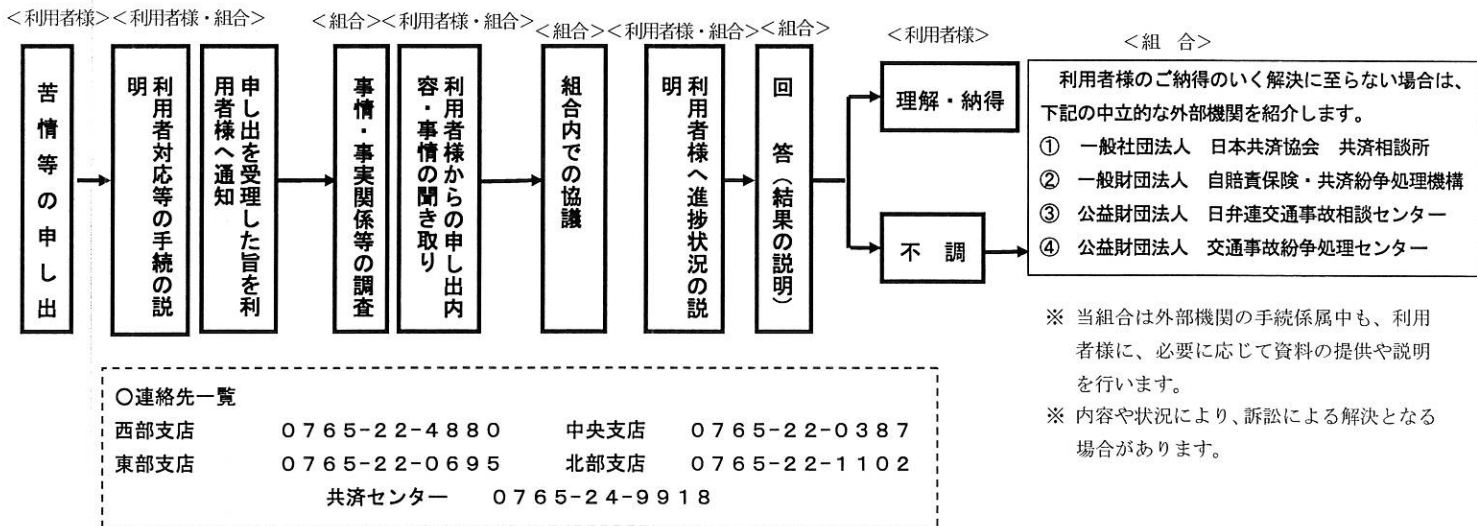 ＜利用者様＞
苦情等の申し出
＜利用者様・組合＞
利用者対応等の手続の説
明
申し出を受理した旨を利
用者様へ通知
＜組合＞
事情・事実関係等の調査
＜利用者様・組合＞
利用者様からの申し出内
容・事情の聞き取り
＜組合＞
組合内での協議
＜利用者様・組合＞
利用者様へ進捗状況の説
明
＜組合＞
回　答（結果の説明）
＜利用者様＞
理解・納得
不　調
＜組　合＞
利用者様のご納得のいく解決に至らない場合は、
下記の中立的な外部機関を紹介します。
①　一般社団法人　日本共済協会　共済相談所
②　一般財団法人　自賠責保険・共済紛争処理機構
③　公益財団法人　日弁連交通事故相談センター
④　公益財団法人　交通事故紛争処理センター
※ 当組合は外部機関の手続係属中も、利用
者様に、必要に応じて資料の提供や説明
を行います。
※ 内容や状況により、訴訟による解決となる
場合があります。
○連絡先一覧
西部支店　０７６５-２２-４８８０　中央支店　０７６５-２２-０３８７
東部支店　０７６５-２２-０６９５　北部支店　０７６５-２２-１１０２
共済センター　０７６５-２４-９９１８